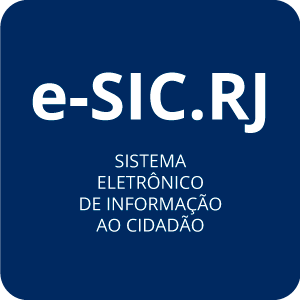 e-SIC.RJ
SISTEMA
ELETRÔNICO
DE INFORMAÇÃO
AO CIDADÃO